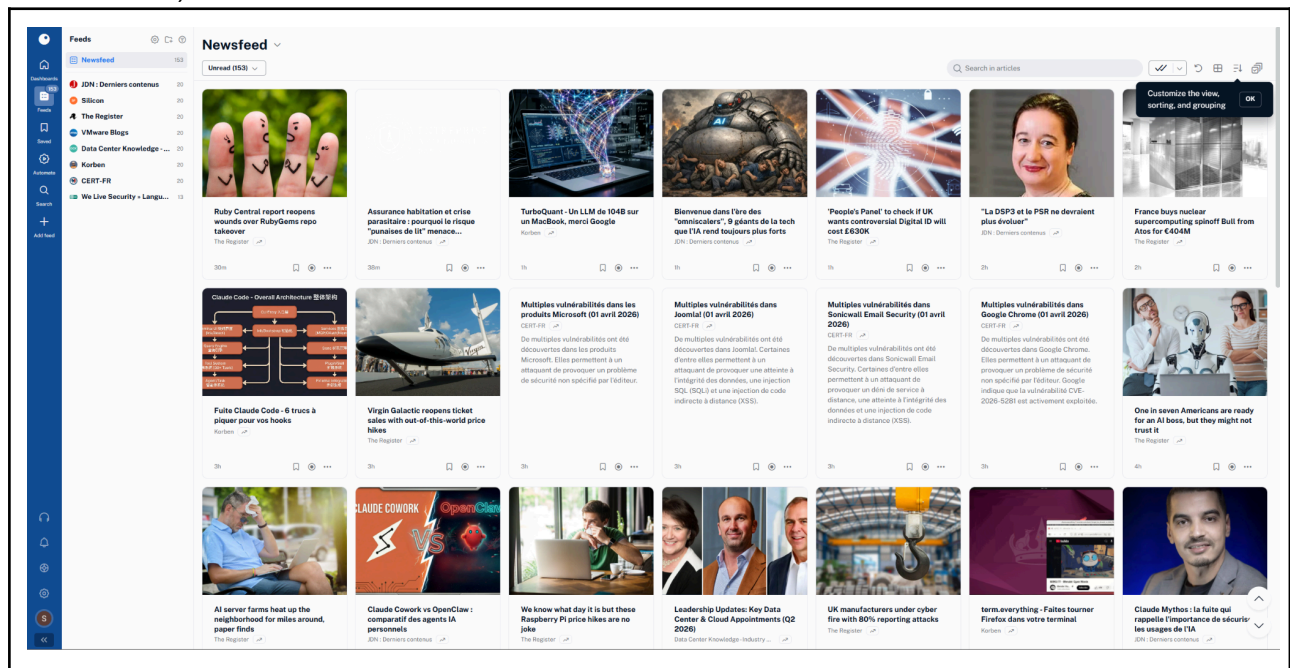 Feeds
Newsfeed 153
JDN : Derniers contenus 20
Silicon 20
The Register 20
VMware Blogs 20
Data Center Knowledge - ... 20
Korben 20
CERT-FR 20
We Live Security » Langu... 13
Dashboards
153
Feeds
Saved
Automate
Search
Add feed
S
Newsfeed
Unread (153)
Search in articles
Customize the view,
sorting, and grouping
OK
Ruby Central report reopens
wounds over RubyGems repo
takeover
The Register
30m
Assurance habitation et crise
parasitaire : pourquoi le risque
"punaises de lit" menace...
JDN : Derniers contenus
38m
TurboQuant - Un LLM de 104B sur
un MacBook, merci Google
Korben
1h
AI
Bienvenue dans l'ère des
"omniscalers", 9 géants de la tech
que l'IA rend toujours plus forts
JDN : Derniers contenus
1h
'People's Panel' to check if UK
wants controversial Digital ID will
cost £630K
The Register
1h
"La DSP3 et le PSR ne devraient
plus évoluer"
JDN : Derniers contenus
2h
France buys nuclear
supercomputing spinoff Bull from
Atos for €404M
The Register
2h
Claude Code - Overall Architecture 整体架构
Fuite Claude Code - 6 trucs à
piquer pour vos hooks
Korben
3h
Virgin Galactic reopens ticket
sales with out-of-this-world price
hikes
The Register
3h
Multiples vulnérabilités dans les
produits Microsoft (01 avril 2026)
CERT-FR
De multiples vulnérabilités ont été
découvertes dans les produits
Microsoft. Elles permettent à un
attaquant de provoquer un problème
de sécurité non spécifié par l'éditeur.
3h
Multiples vulnérabilités dans
Joomla! (01 avril 2026)
CERT-FR
De multiples vulnérabilités ont été
découvertes dans Joomla!. Certaines
d'entre elles permettent à un
attaquant de provoquer une atteinte à
l'intégrité des données, une injection
SQL (SQLi) et une injection de code
indirecte à distance (XSS).
3h
Multiples vulnérabilités dans
Sonicwall Email Security (01 avril
2026)
CERT-FR
De multiples vulnérabilités ont été
découvertes dans Sonicwall Email
Security. Certaines d'entre elles
permettent à un attaquant de
provoquer un déni de service à
distance, une atteinte à l'intégrité des
données et une injection de code
indirecte à distance (XSS).
3h
Multiples vulnérabilités dans
Google Chrome (01 avril 2026)
CERT-FR
De multiples vulnérabilités ont été
découvertes dans Google Chrome.
Elles permettent à un attaquant de
provoquer un problème de sécurité
non spécifié par l'éditeur. Google
indique que la vulnérabilité CVE-
2026-5281 est activement exploitée.
3h
One in seven Americans are ready
for an AI boss, but they might not
trust it
The Register
4h
AI server farms heat up the
neighborhood for miles around,
paper finds
The Register
CLAUDE COWORK
VS
OpenClaw
Claude Cowork vs OpenClaw :
comparatif des agents IA
personnels
JDN : Derniers contenus
We know what day it is but these
Raspberry Pi price hikes are no
joke
The Register
Leadership Updates: Key Data
Center & Cloud Appointments (Q2
2026)
Data Center Knowledge - Industry ...
UK manufacturers under cyber
fire with 80% reporting attacks
The Register
term.everything - Faites tourner
Firefox dans votre terminal
Korben
Claude Mythos : la fuite qui
rappelle l'importance de sécuris
les usages de l'IA
JDN : Derniers contenus